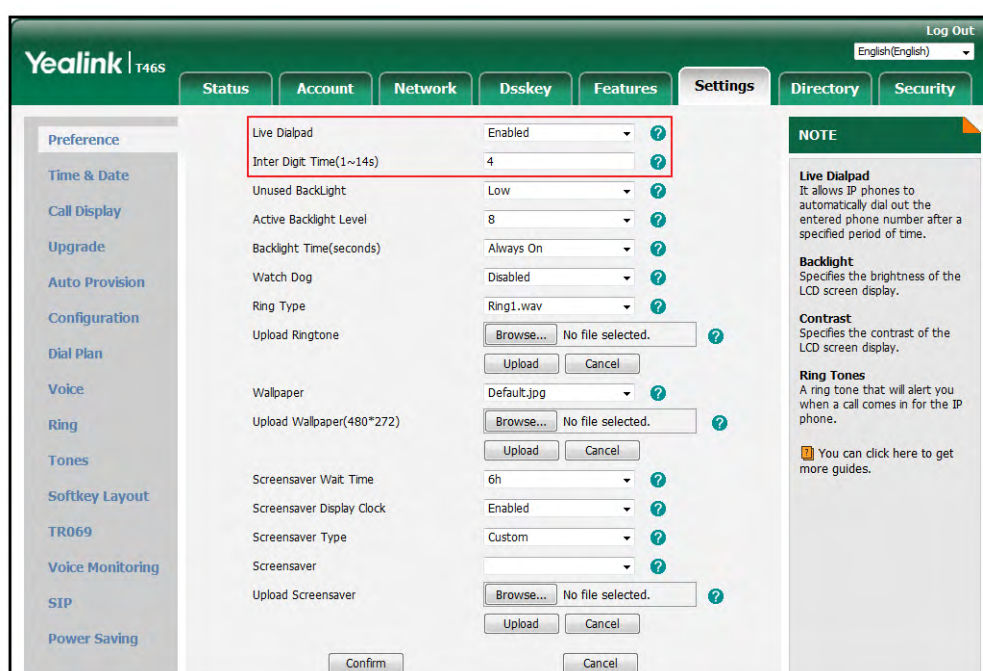 Log Out
English(English)
Yealink T46S
Status Account Network Dsskey Features Settings Directory Security
Preference
Time & Date
Call Display
Upgrade
Auto Provision
Configuration
Dial Plan
Voice
Ring
Tones
Softkey Layout
TR069
Voice Monitoring
SIP
Power Saving
Live Dialpad Enabled ?
Inter Digit Time(1~14s) 4 ?
Unused BackLight Low ?
Active Backlight Level 8 ?
Backlight Time(seconds) Always On ?
Watch Dog Disabled ?
Ring Type Ring1.wav ?
Upload Ringtone Browse... No file selected. ?
Upload Cancel
Wallpaper Default.jpg ?
Upload Wallpaper(480*272) Browse... No file selected. ?
Upload Cancel
Screensaver Wait Time 6h ?
Screensaver Display Clock Enabled ?
Screensaver Type Custom ?
Screensaver ?
Upload Screensaver Browse... No file selected. ?
Upload Cancel
Confirm Cancel
NOTE
Live Dialpad
It allows IP phones to
automatically dial out the
entered phone number after a
specified period of time.
Backlight
Specifies the brightness of the
LCD screen display.
Contrast
Specifies the contrast of the
LCD screen display.
Ring Tones
A ring tone that will alert you
when a call comes in for the IP
phone.
? You can click here to get
more guides.